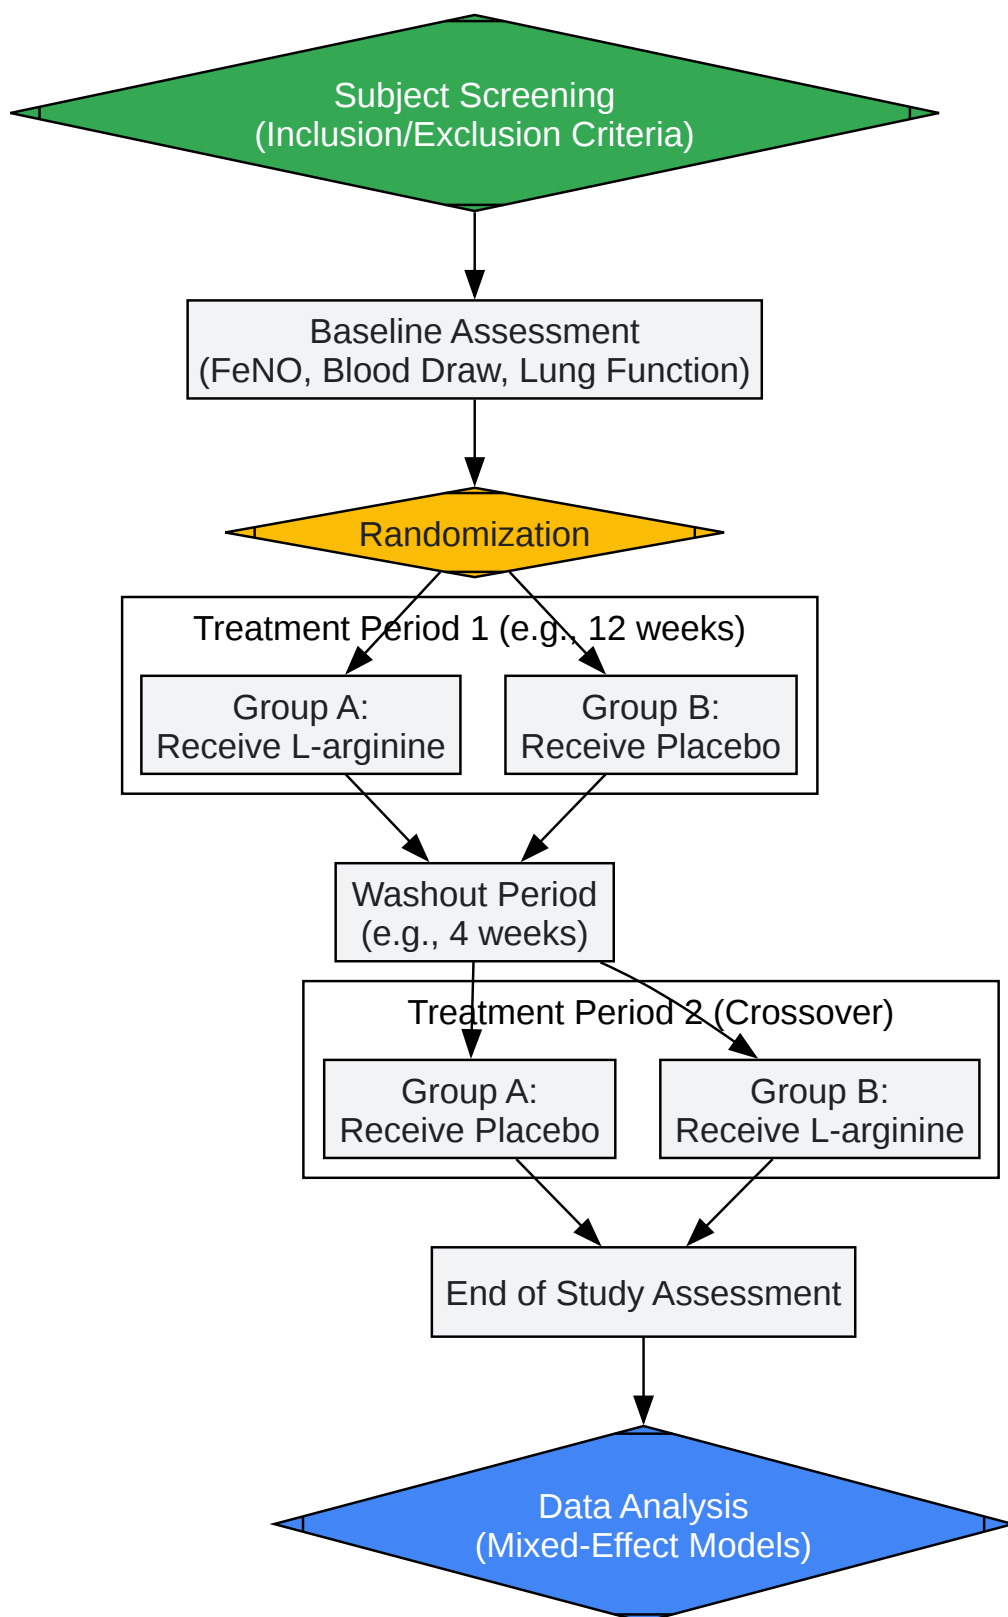 Subject Screening
(Inclusion/Exclusion Criteria)
Baseline Assessment
(FeNO, Blood Draw, Lung Function)
Randomization
Treatment Period 1 (e.g., 12 weeks)
Group A:
Receive L-arginine
Group B:
Receive Placebo
Washout Period
(e.g., 4 weeks)
Treatment Period 2 (Crossover)
Group A:
Receive Placebo
Group B:
Receive L-arginine
End of Study Assessment
Data Analysis
(Mixed-Effect Models)